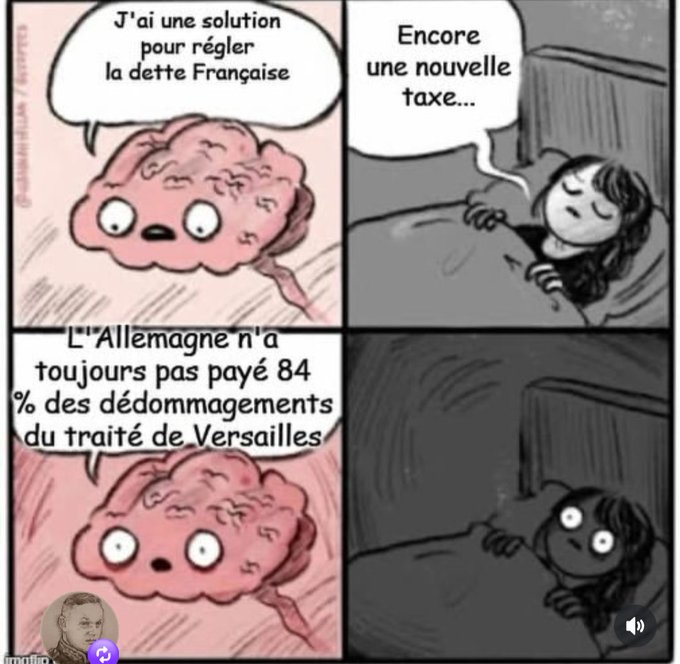 J'ai une solution
pour régler
la dette Française
Encore
une nouvelle
taxe...
L'Allemagne n'a
toujours pas payé 84
% des dédommagements
du traité de Versailles
imgflip